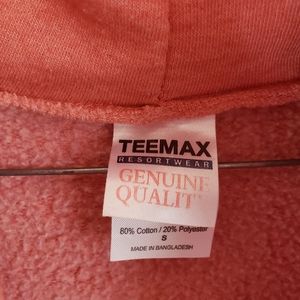 TEEMAX
RESORTWEAR
GENUINE
QUALIT
80% Cotton / 20% Polyester
S
MADE IN BANGLADESH